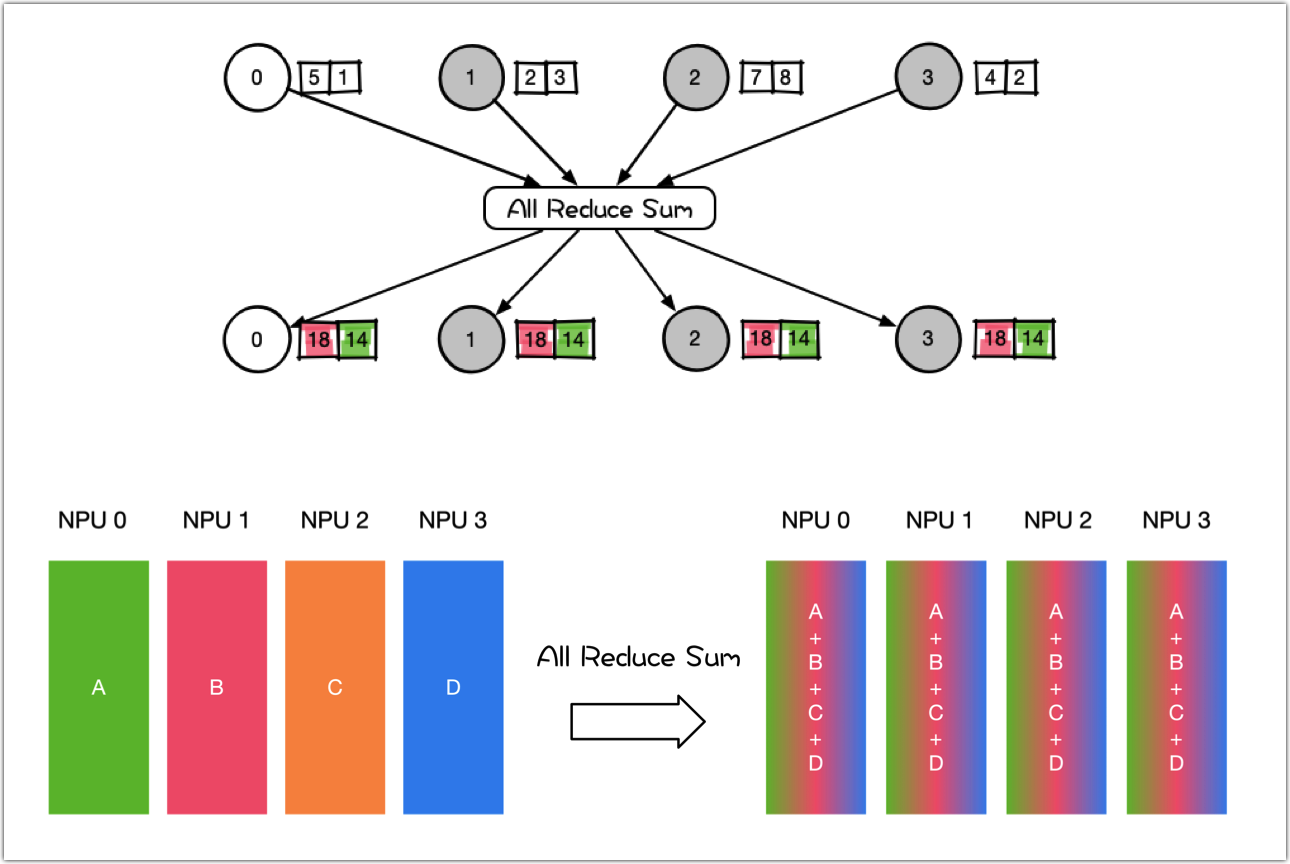 0 5 1 1 2 3 2 7 8 3 4 2
All Reduce Sum
0 18 14 1 18 14 2 18 14 3 18 14
NPU 0 NPU 1 NPU 2 NPU 3 NPU 0 NPU 1 NPU 2 NPU 3
A B C D
All Reduce Sum
A
+
B
+
C
+
D
A
+
B
+
C
+
D
A
+
B
+
C
+
D
A
+
B
+
C
+
D